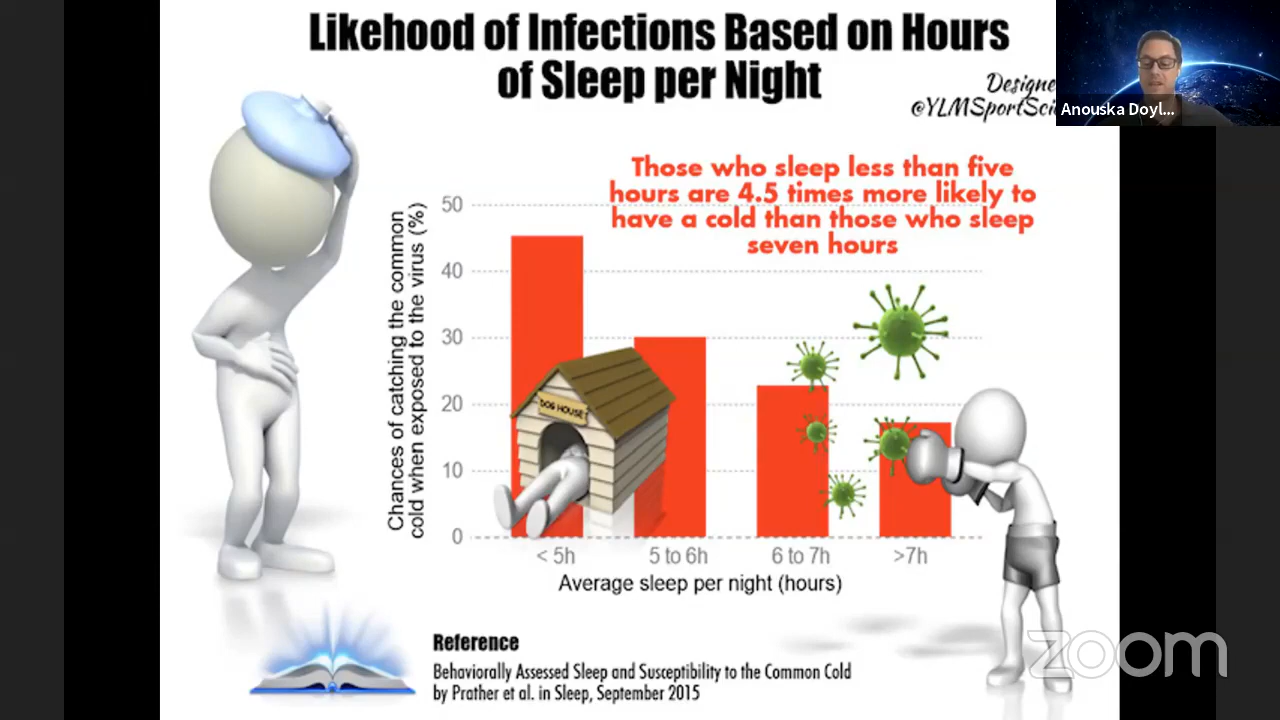 Likehood of Infections Based on Hours
of Sleep per Night
Designe
@YLMSportSci
Anouska Doyl...
Those who sleep less than five
hours are 4.5 times more likely to
have a cold than those who sleep
seven hours
Chances of catching the common
cold when exposed to the virus (%)
50
40
30
20
10
0
DOG HOUSE
< 5h
5 to 6h
6 to 7h
>7h
Average sleep per night (hours)
Reference
Behaviorally Assessed Sleep and Susceptibility to the Common Cold
by Prather et al. in Sleep, September 2015
zoom